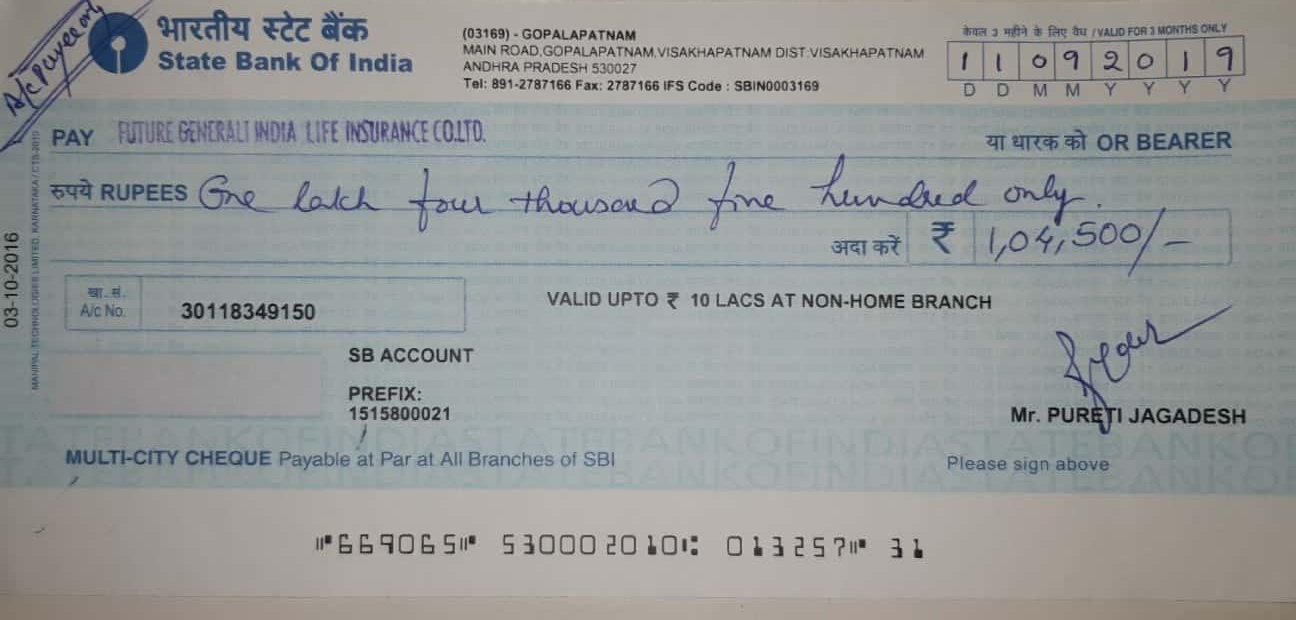 A/c Payee only
भारतीय स्टेट बैंक
State Bank Of India
(03169) - GOPALAPATNAM
MAIN ROAD,GOPALAPATNAM,VISAKHAPATNAM DIST:VISAKHAPATNAM
ANDHRA PRADESH 530027
Tel: 891-2787166 Fax: 2787166 IFS Code : SBIN0003169
केवल 3 महीने के लिए वैध / VALID FOR 3 MONTHS ONLY
1 1 0 9 2 0 1 9
D D M M Y Y Y Y
PAY FUTURE GENERALI INDIA LIFE INSURANCE CO.LTD.
या धारक को OR BEARER
रुपये RUPEES One lakh four thousand five hundred only.
अदा करें ₹ 1,04,500/-
03-10-2016
MANIPAL TECHNOLOGIES LIMITED, KARNATAKA / CTS-2010
खा. सं.
A/c No. 30118349150
VALID UPTO ₹ 10 LACS AT NON-HOME BRANCH
SB ACCOUNT
PREFIX:
1515800021
Mr. PURETI JAGADESH
STATEBANKOFINDIASTATEBANKOFINDIASTATEBANKOF
MULTI-CITY CHEQUE Payable at Par at All Branches of SBI
Please sign above
⑈669065⑈ 530002010⑆ 013257⑈ 31